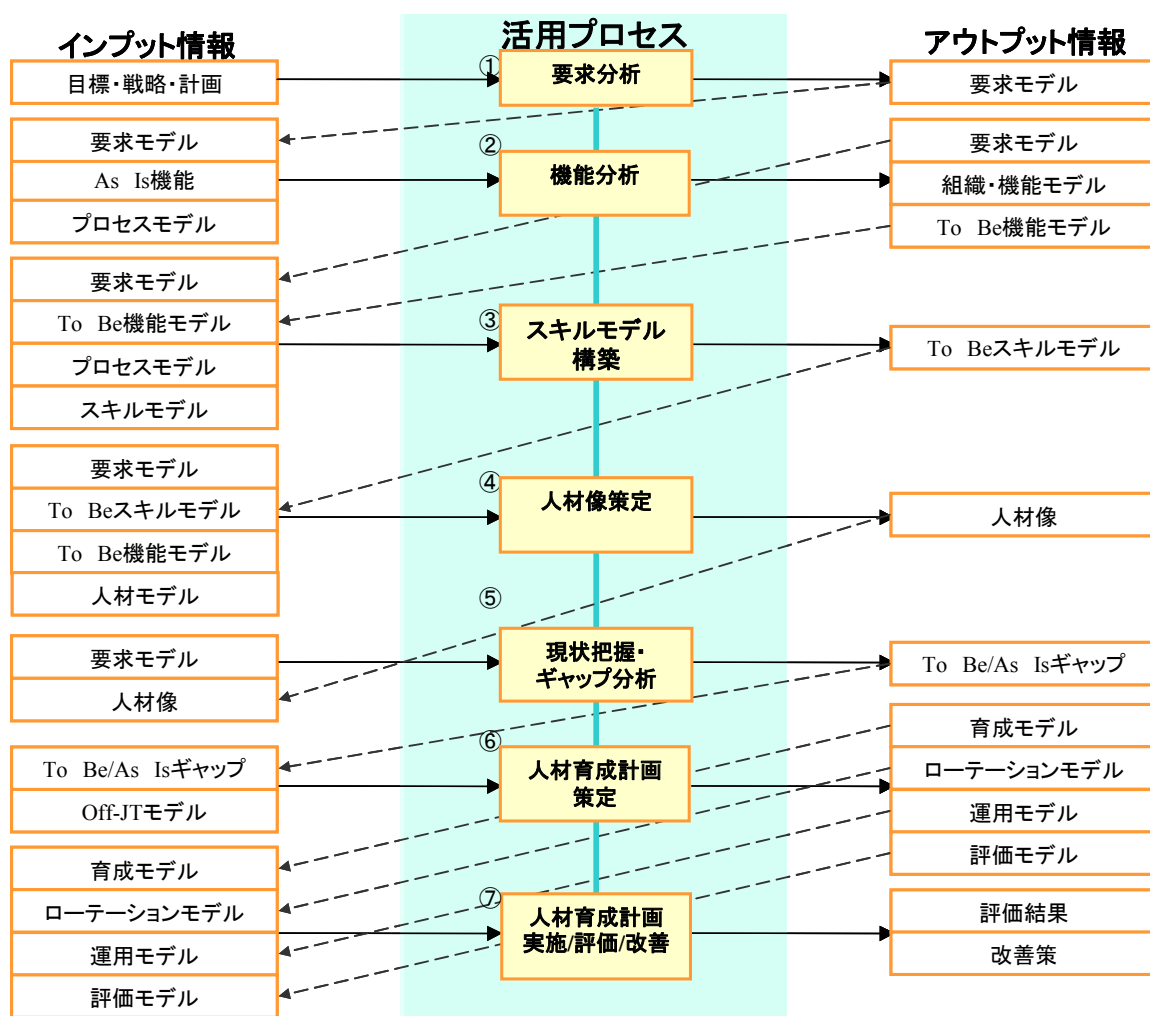 インプット情報
活用プロセス
アウトプット情報
目標・戦略・計画
①
要求分析
要求モデル
要求モデル
As Is機能
プロセスモデル
②
機能分析
要求モデル
組織・機能モデル
To Be機能モデル
要求モデル
To Be機能モデル
プロセスモデル
スキルモデル
③
スキルモデル
構築
To Beスキルモデル
要求モデル
To Beスキルモデル
To Be機能モデル
人材モデル
④
人材像策定
人材像
⑤
要求モデル
人材像
現状把握・
ギャップ分析
To Be/As Isギャップ
To Be/As Isギャップ
Off-JTモデル
⑥
人材育成計画
策定
育成モデル
ローテーションモデル
運用モデル
評価モデル
育成モデル
ローテーションモデル
運用モデル
評価モデル
⑦
人材育成計画
実施/評価/改善
評価結果
改善策